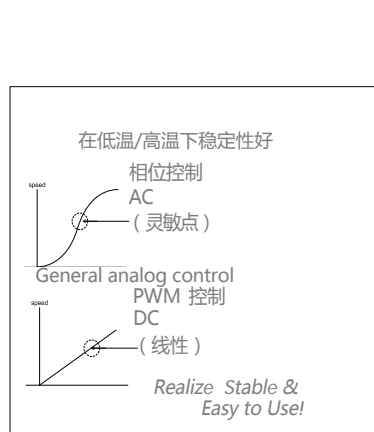 在低温/高温下稳定性好
相位控制
speed
AC
（灵敏点）
General analog control
PWM 控制
speed
DC
（线性）
Realize Stable &
Easy to Use!